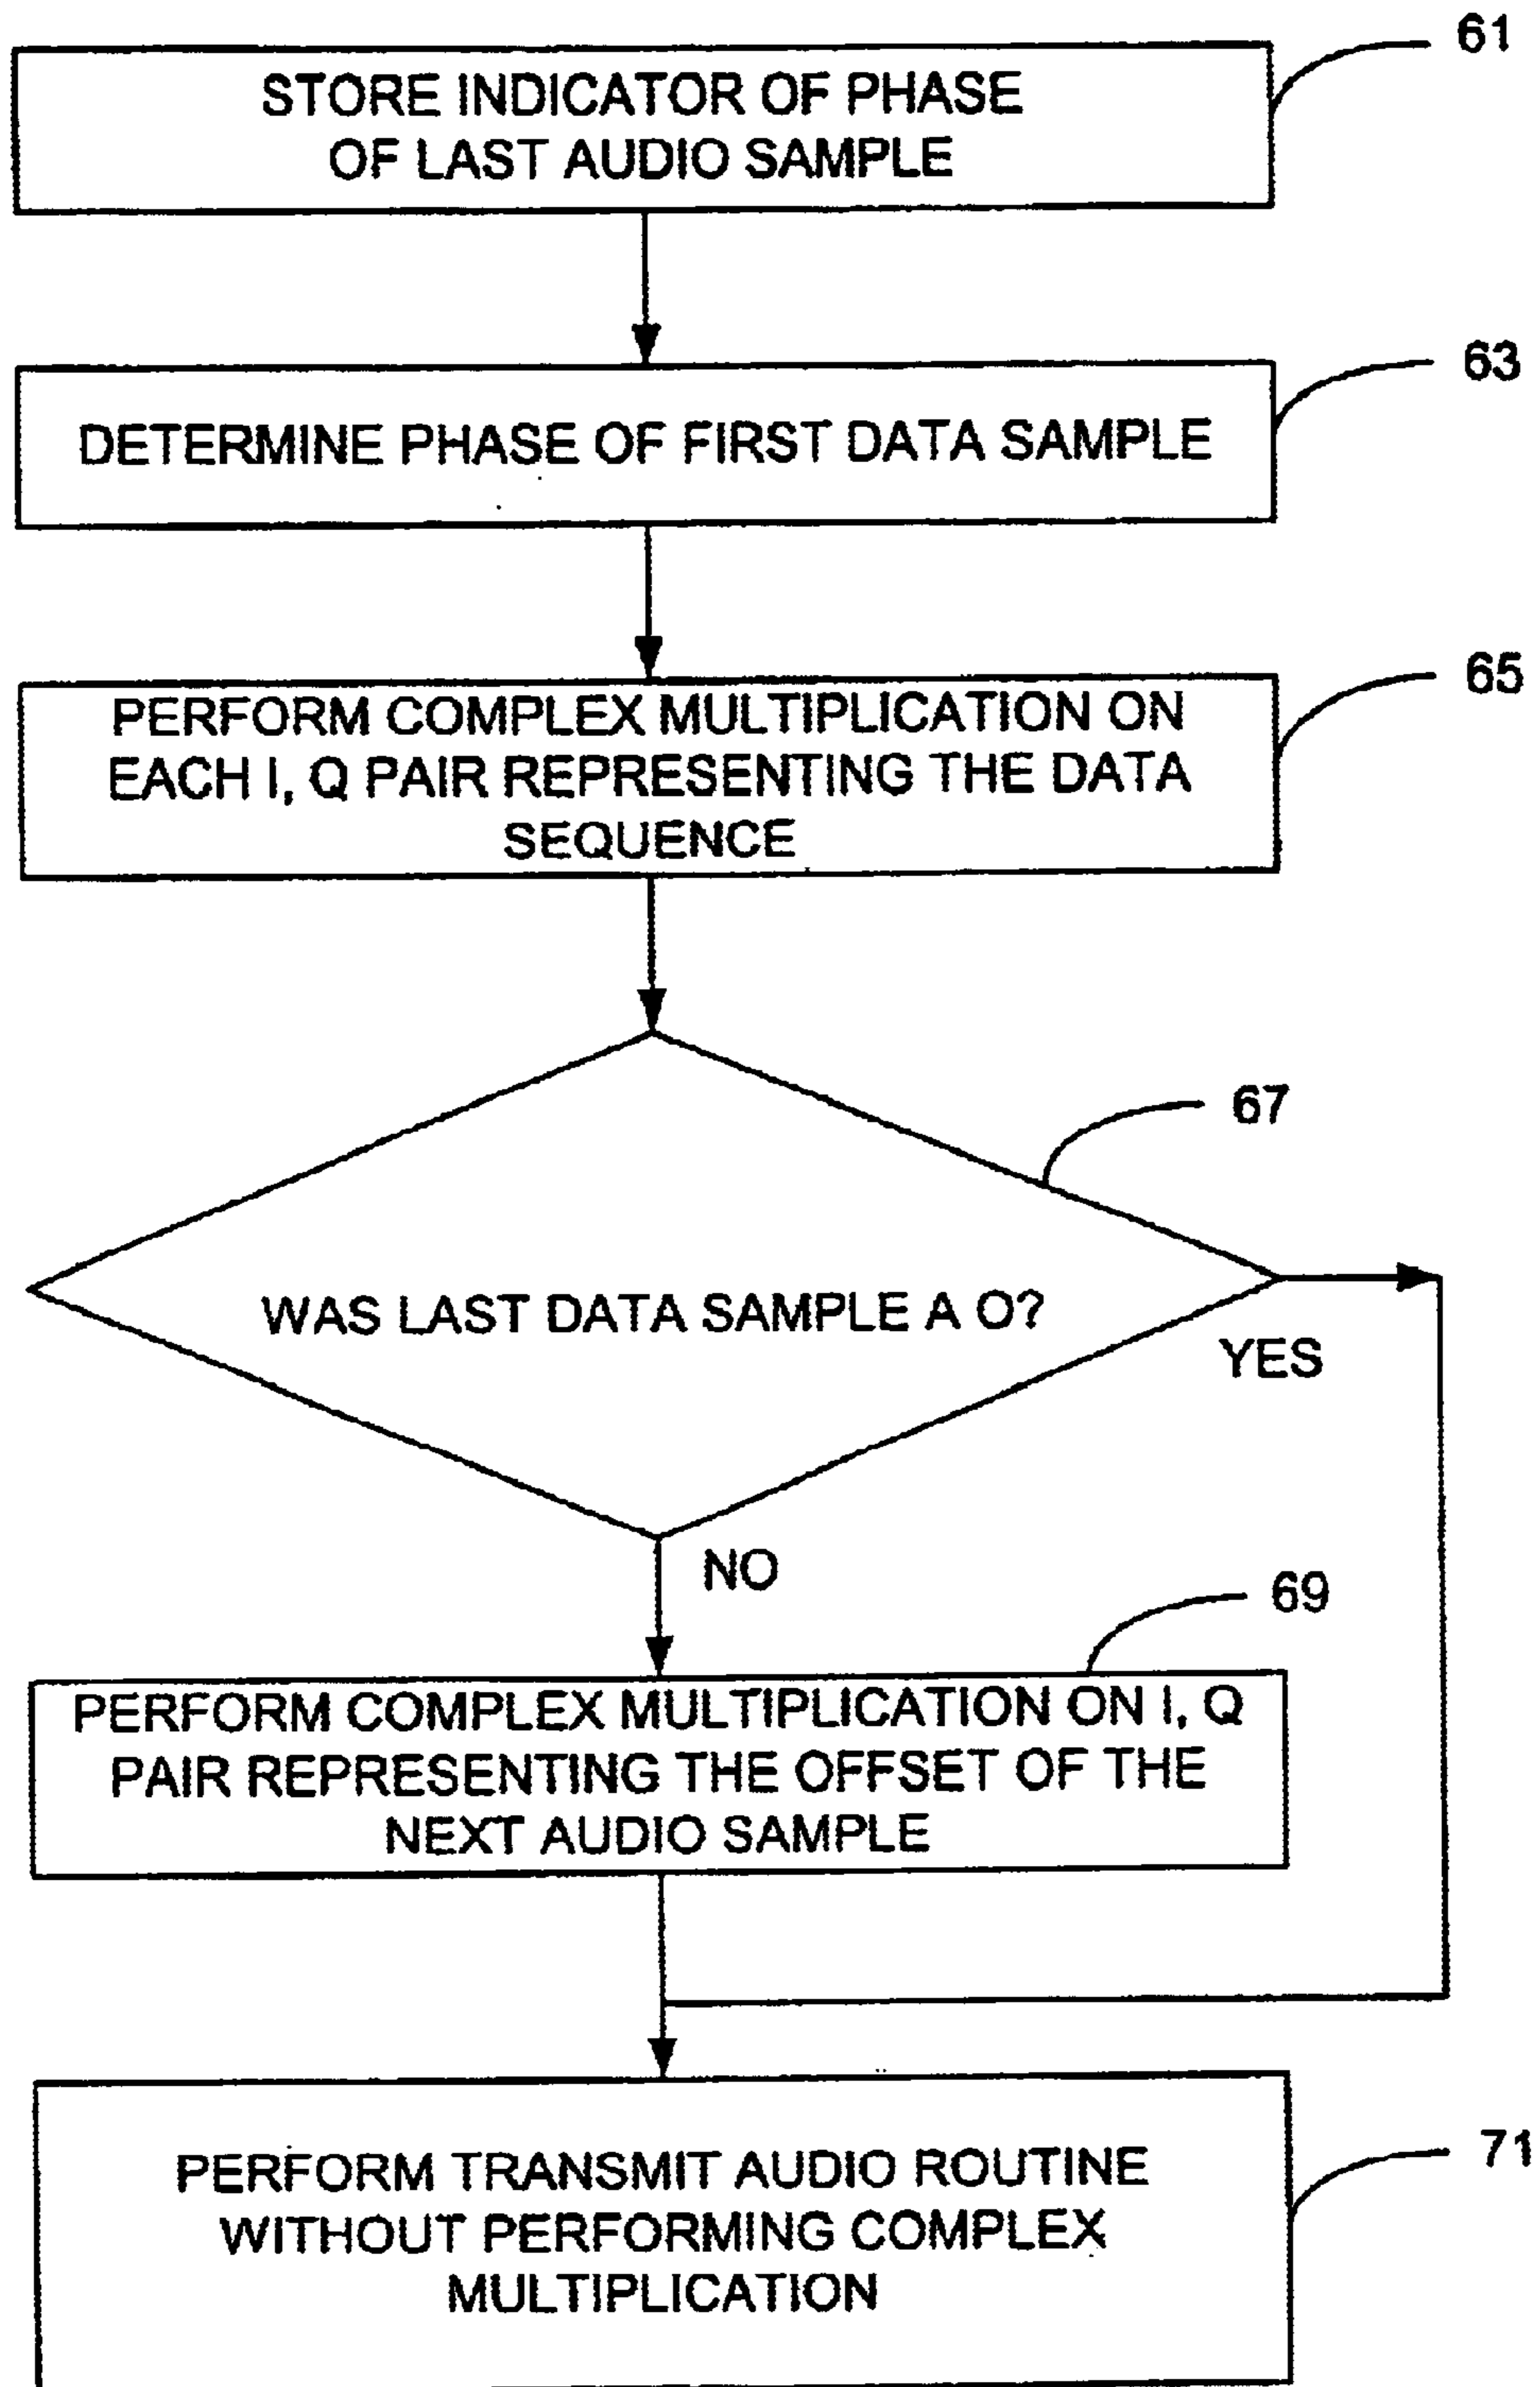 61
STORE INDICATOR OF PHASE
OF LAST AUDIO SAMPLE
63
DETERMINE PHASE OF FIRST DATA SAMPLE
65
PERFORM COMPLEX MULTIPLICATION ON
EACH I, Q PAIR REPRESENTING THE DATA
SEQUENCE
67
WAS LAST DATA SAMPLE A O?
YES
NO
69
PERFORM COMPLEX MULTIPLICATION ON I, Q
PAIR REPRESENTING THE OFFSET OF THE
NEXT AUDIO SAMPLE
71
PERFORM TRANSMIT AUDIO ROUTINE
WITHOUT PERFORMING COMPLEX
MULTIPLICATION